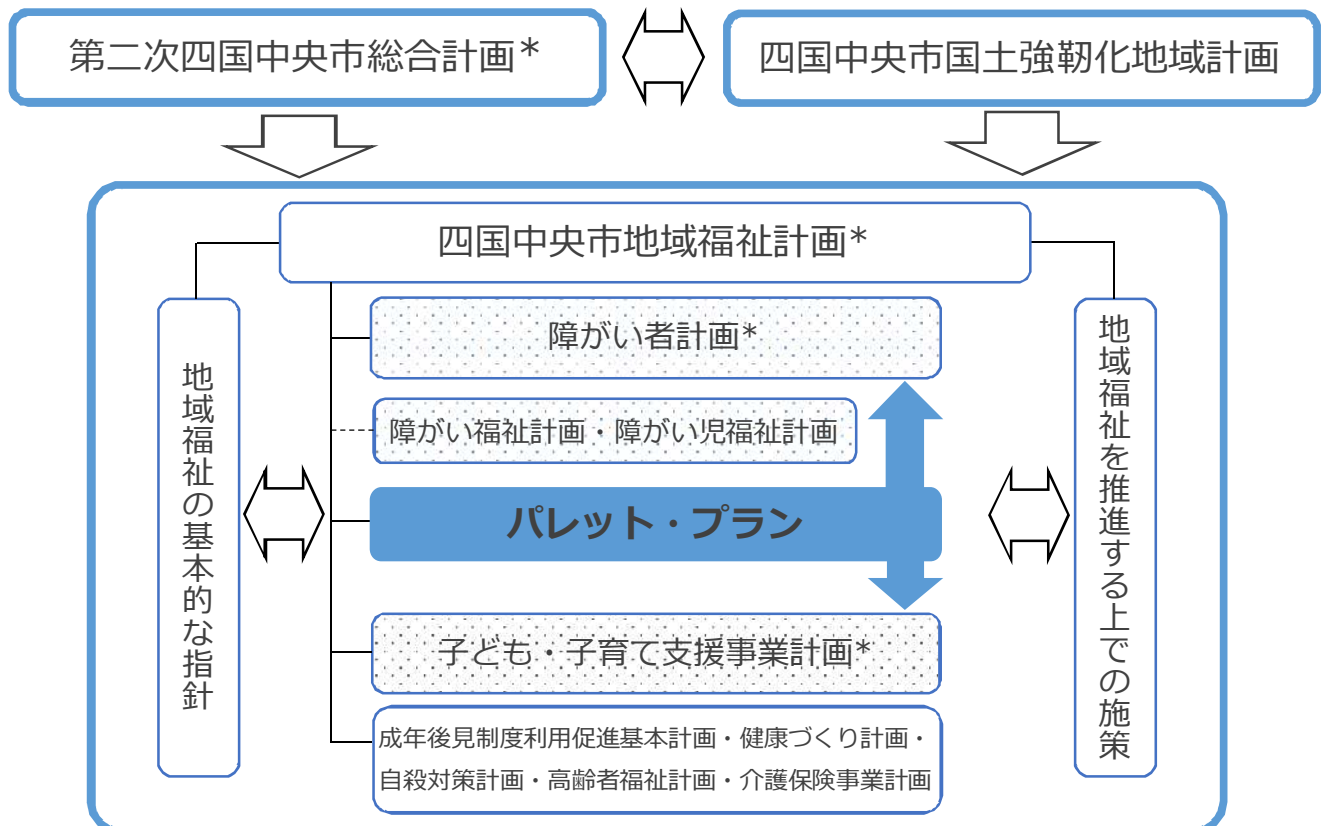 第二次四国中央市総合計画*
四国中央市国土強靭化地域計画
四国中央市地域福祉計画*
地域福祉の基本的な指針
障がい者計画*
障がい福祉計画・障がい児福祉計画
パレット・プラン
子ども・子育て支援事業計画*
成年後見制度利用促進基本計画・健康づくり計画・
自殺対策計画・高齢者福祉計画・介護保険事業計画
地域福祉を推進する上での施策